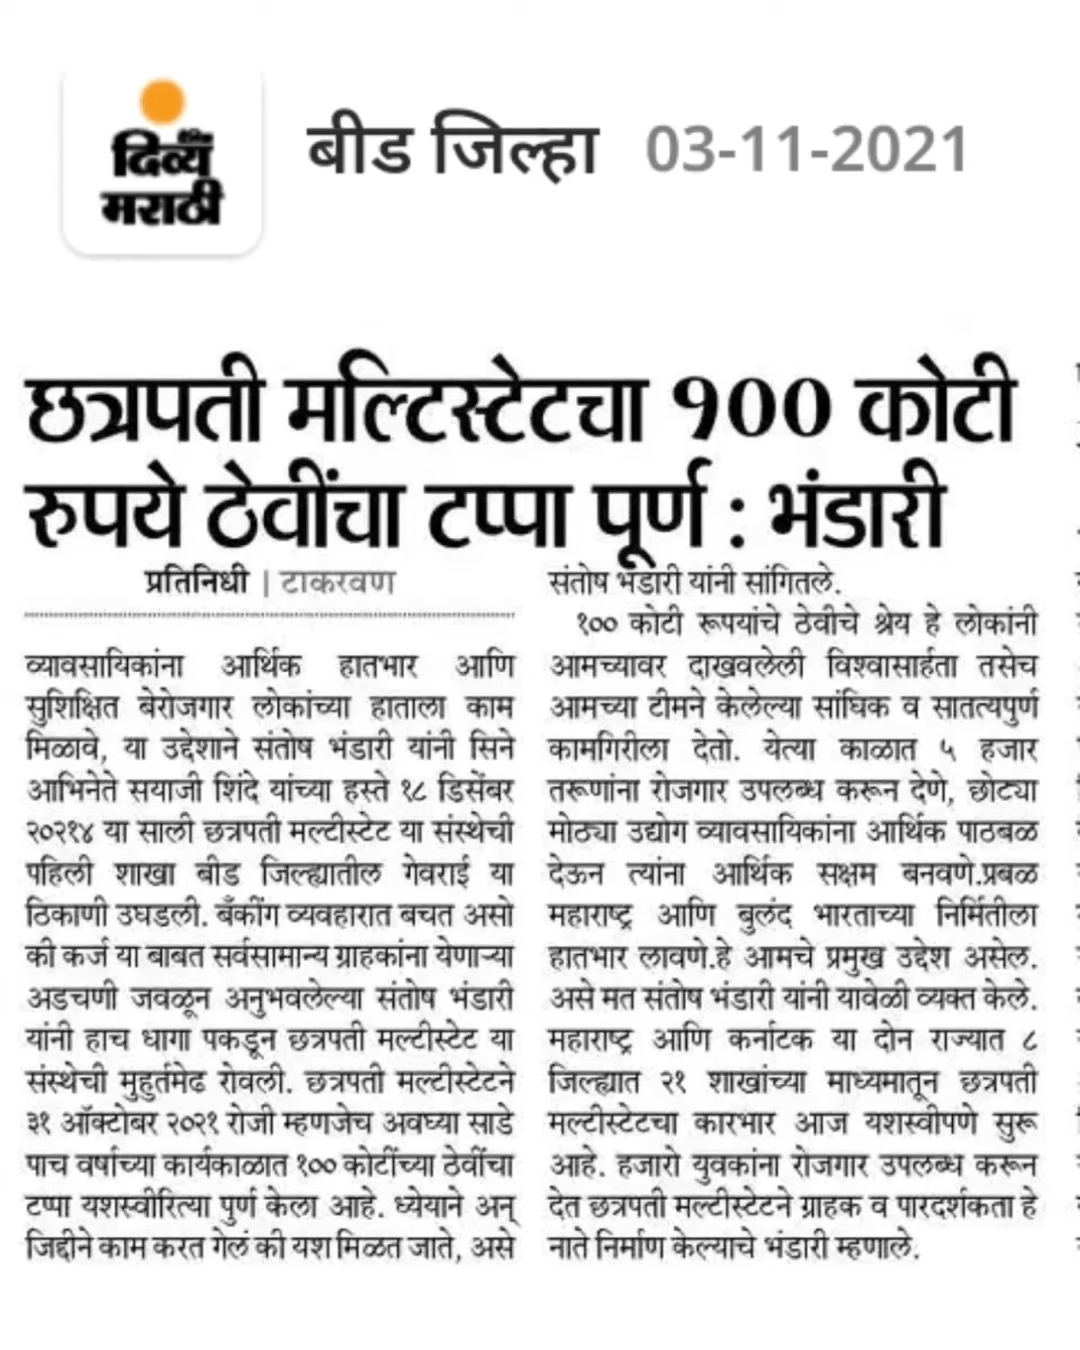 दिव्य
मराठी
बीड जिल्हा 03-11-2021
छत्रपती मल्टिस्टेटचा १०० कोटी
रुपये ठेवींचा टप्पा पूर्ण : भंडारी
प्रतिनिधी | टाकरवण
व्यावसायिकांना आर्थिक हातभार आणि
सुशिक्षित बेरोजगार लोकांच्या हाताला काम
मिळावे, या उद्देशाने संतोष भंडारी यांनी सिने
आभिनेते सयाजी शिंदे यांच्या हस्ते १८ डिसेंबर
२०२१४ या साली छत्रपती मल्टीस्टेट या संस्थेची
पहिली शाखा बीड जिल्ह्यातील गेवराई या
ठिकाणी उघडली. बँकींग व्यवहारात बचत असो
की कर्ज या बाबत सर्वसामान्य ग्राहकांना येणाऱ्या
अडचणी जवळून अनुभवलेल्या संतोष भंडारी
यांनी हाच धागा पकडून छत्रपती मल्टीस्टेट या
संस्थेची मुहुर्तमेढ रोवली. छत्रपती मल्टीस्टेटने
३१ ऑक्टोबर २०२१ रोजी म्हणजेच अवघ्या साडे
पाच वर्षाच्या कार्यकाळात १०० कोटींच्या ठेवींचा
टप्पा यशस्वीरित्या पुर्ण केला आहे. ध्येयाने अन्
जिद्दीने काम करत गेलं की यश मिळत जाते, असे
संतोष भंडारी यांनी सांगितले.
१०० कोटी रूपयांचे ठेवीचे श्रेय हे लोकांनी
आमच्यावर दाखवलेली विश्वासार्हता तसेच
आमच्या टीमने केलेल्या सांघिक व सातत्यपुर्ण
कामगिरीला देतो. येत्या काळात ५ हजार
तरूणांना रोजगार उपलब्ध करून देणे, छोट्या
मोठ्या उद्योग व्यावसायिकांना आर्थिक पाठबळ
देऊन त्यांना आर्थिक सक्षम बनवणे.प्रबळ
महाराष्ट्र आणि बुलंद भारताच्या निर्मितीला
हातभार लावणे.हे आमचे प्रमुख उद्देश असेल.
असे मत संतोष भंडारी यांनी यावेळी व्यक्त केले.
महाराष्ट्र आणि कर्नाटक या दोन राज्यात ८
जिल्ह्यात २१ शाखांच्या माध्यमातून छत्रपती
मल्टीस्टेटचा कारभार आज यशस्वीपणे सुरू
आहे. हजारो युवकांना रोजगार उपलब्ध करून
देत छत्रपती मल्टीस्टेटने ग्राहक व पारदर्शकता हे
नाते निर्माण केल्याचे भंडारी म्हणाले.